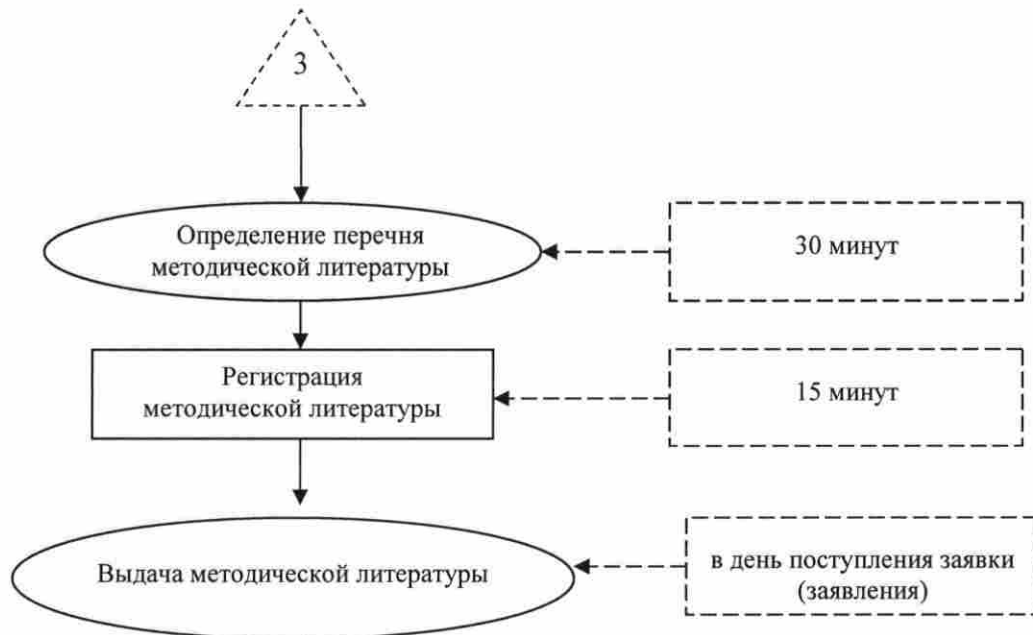 3
Определение перечня
методической литературы
30 минут
Регистрация
методической литературы
15 минут
Выдача методической литературы
в день поступления заявки
(заявления)